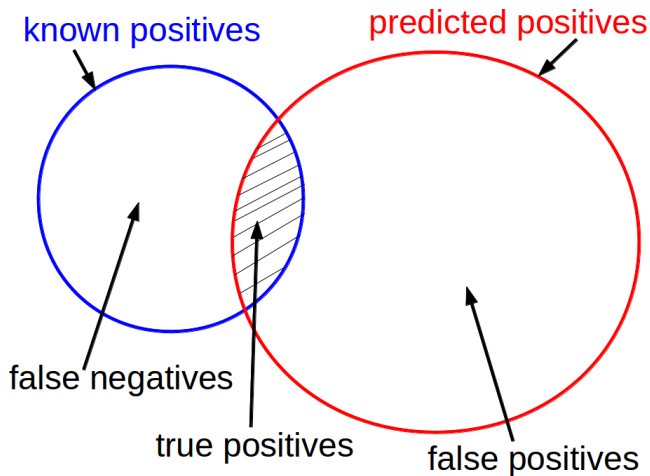 known positives
predicted positives
false negatives
true positives
false positives